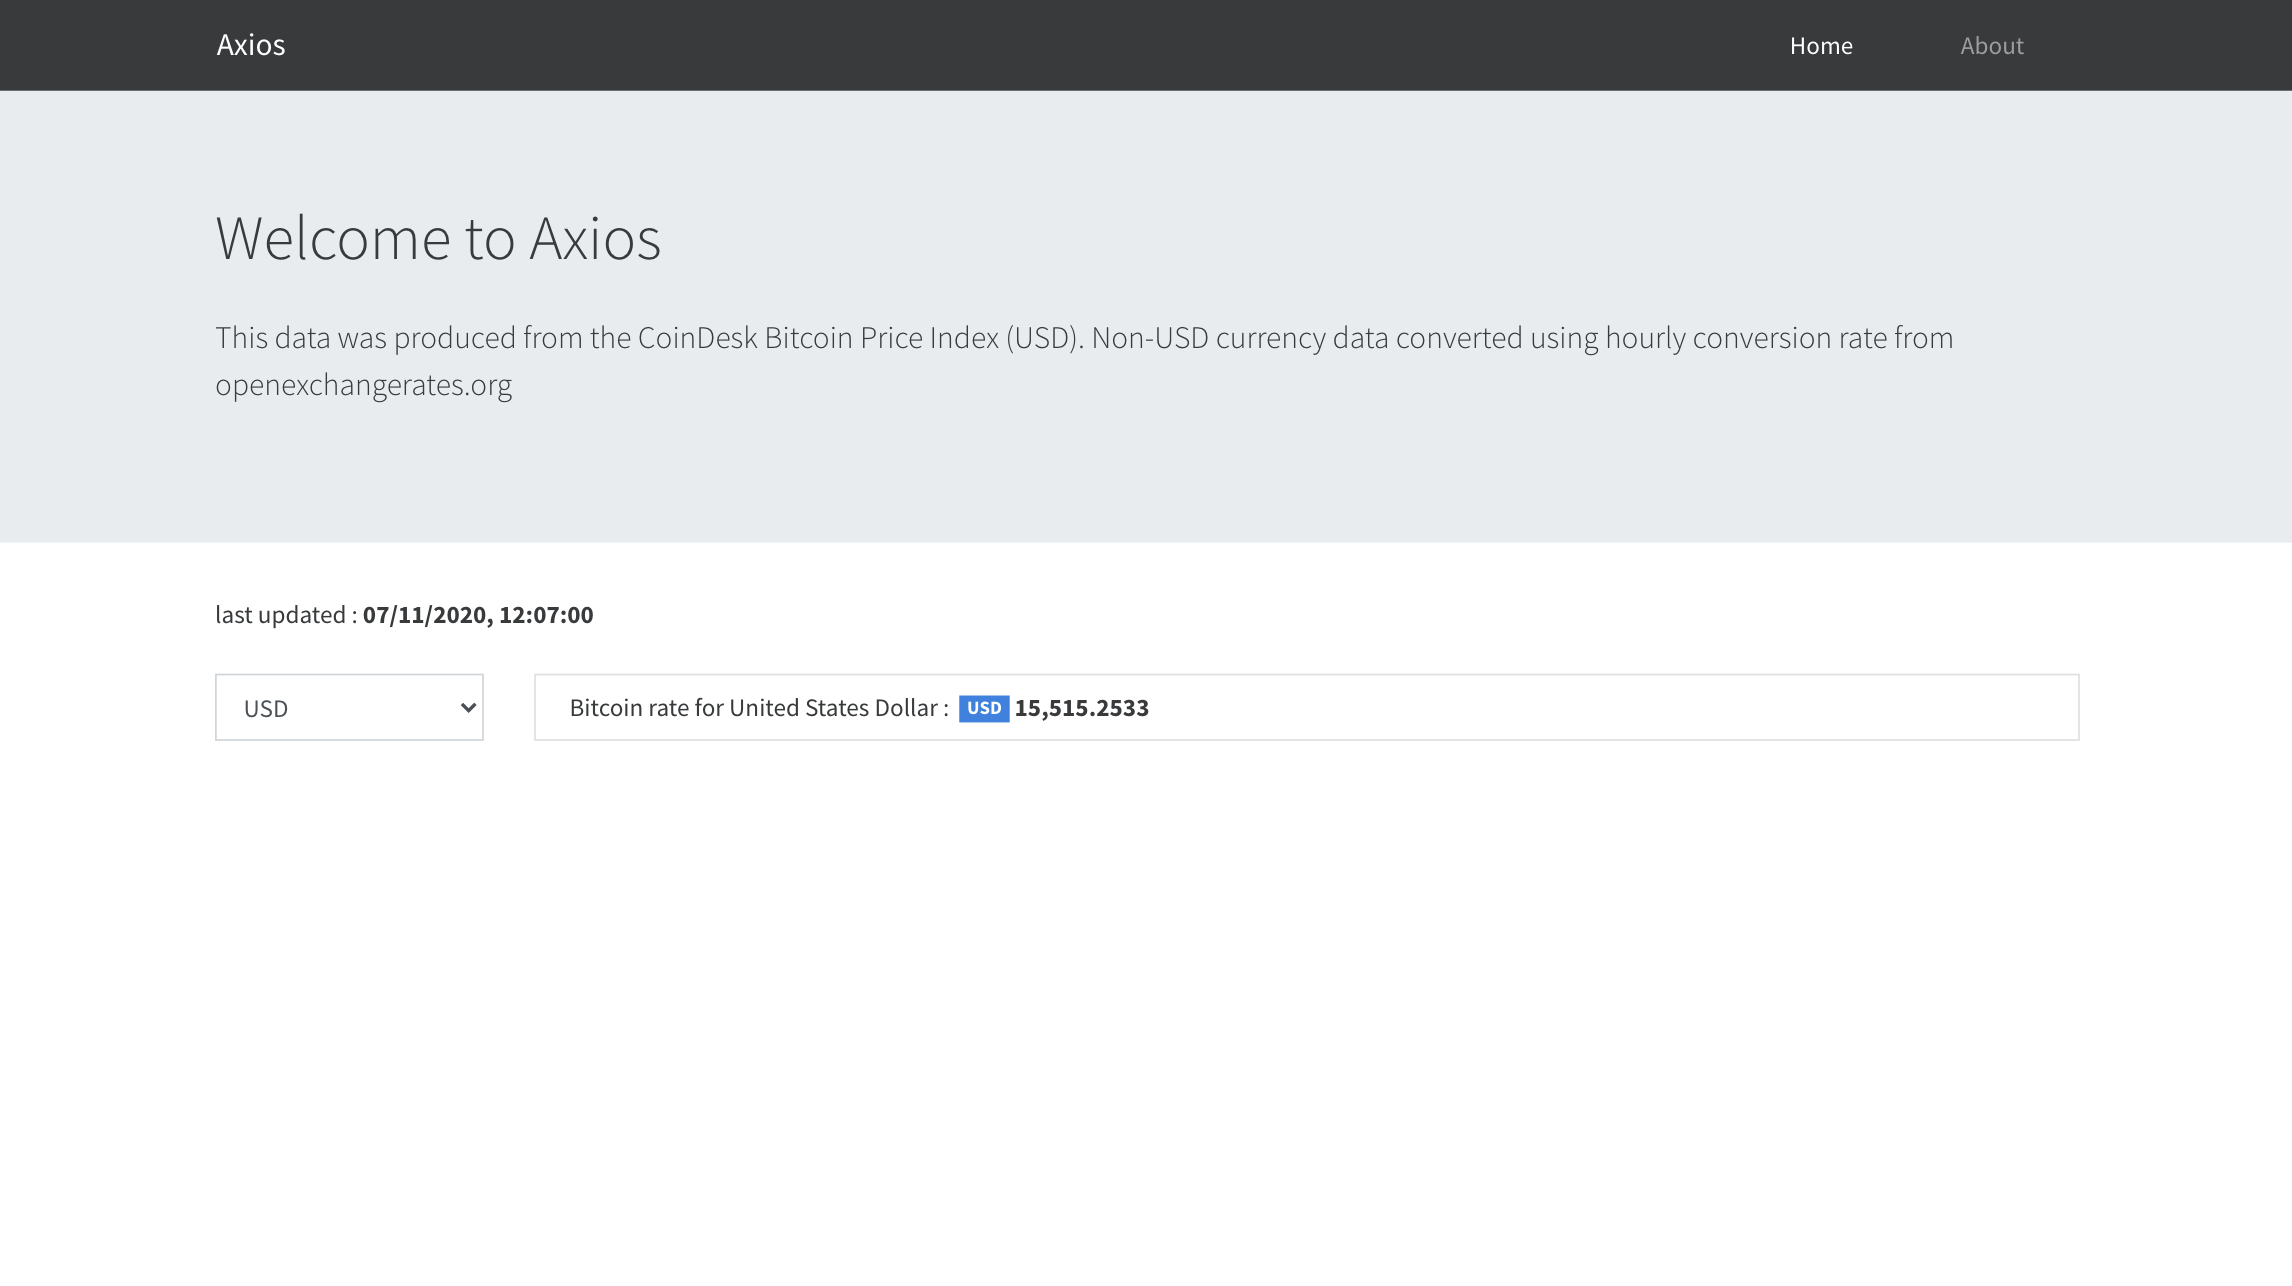 Axios
Home
About
Welcome to Axios
This data was produced from the CoinDesk Bitcoin Price Index (USD). Non-USD currency data converted using hourly conversion rate from
openexchangerates.org
last updated : 07/11/2020, 12:07:00
USD
Bitcoin rate for United States Dollar : USD 15,515.2533